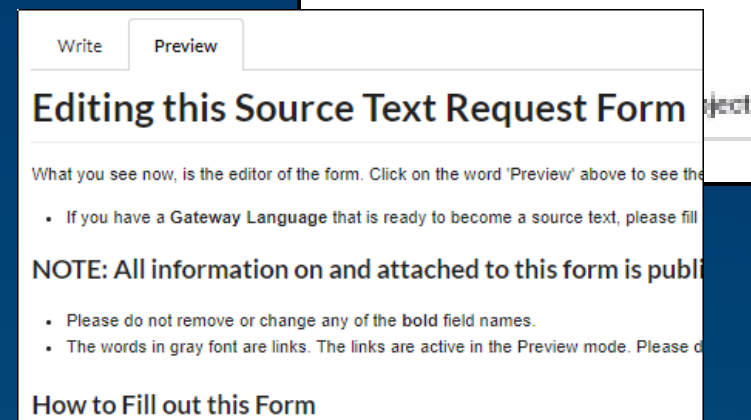 Write Preview
Editing this Source Text Request Form
What you see now, is the editor of the form. Click on the word 'Preview' above to see the
• If you have a Gateway Language that is ready to become a source text, please fill
NOTE: All information on and attached to this form is publi
• Please do not remove or change any of the bold field names.
• The words in gray font are links. The links are active in the Preview mode. Please d
How to Fill out this Form